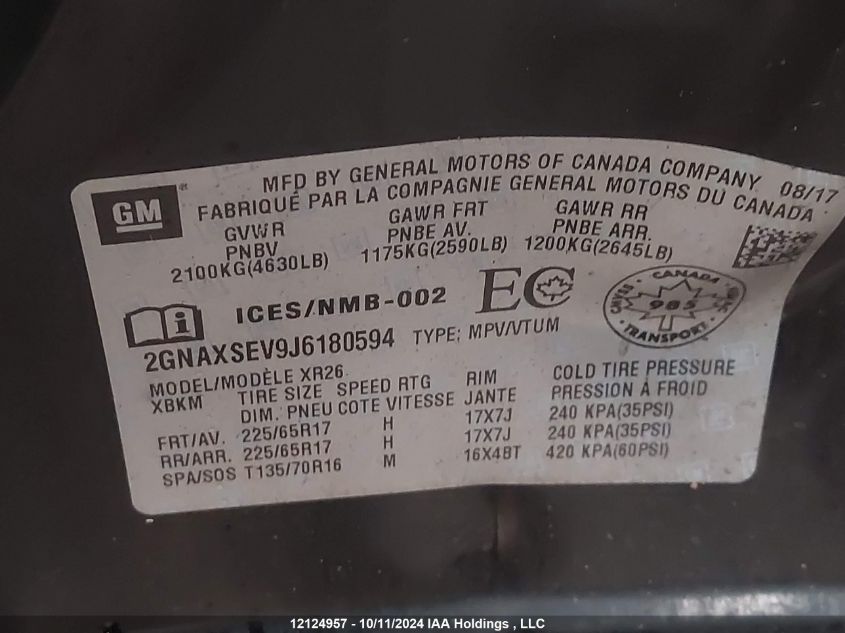 GM ®
MFD BY GENERAL MOTORS OF CANADA COMPANY 08/17
FABRIQUÉ PAR LA COMPAGNIE GENERAL MOTORS DU CANADA
GVWR GAWR FRT GAWR RR
PNBV PNBE AV. PNBE ARR.
2100KG(4630LB) 1175KG(2590LB) 1200KG(2645LB)
i ICES/NMB-002 EC
CANADA
985
TRANSPORT
2GNAXSEV9J6180594 TYPE: MPV/VTUM
MODEL/MODÈLE XR26
XBKM TIRE SIZE SPEED RTG RIM COLD TIRE PRESSURE
DIM. PNEU COTE VITESSE JANTE PRESSION À FROID
FRT/AV. 225/65R17 H 17X7J 240 KPA(35PSI)
RR/ARR. 225/65R17 H 17X7J 240 KPA(35PSI)
SPA/SOS T135/70R16 M 16X4BT 420 KPA(60PSI)
12124957 - 10/11/2024 IAA Holdings , LLC